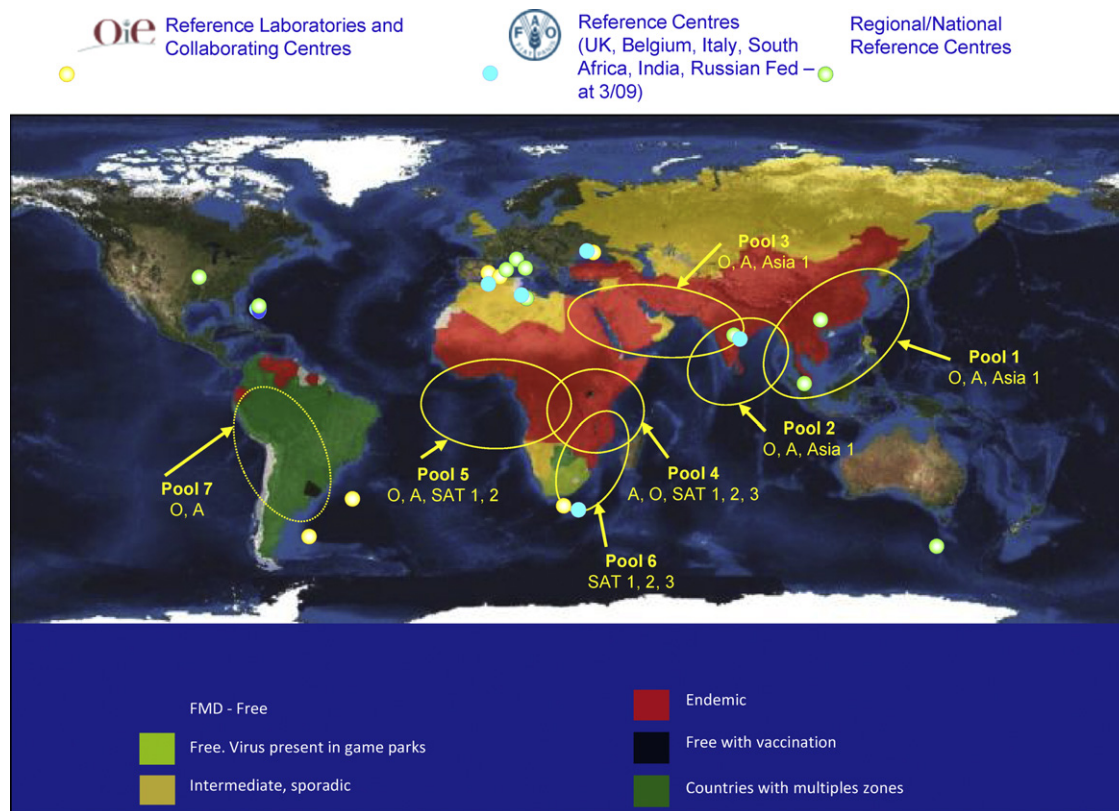 OiE
Reference Laboratories and
Collaborating Centres
F A O
FIAT PANIS
Reference Centres
(UK, Belgium, Italy, South
Africa, India, Russian Fed –
at 3/09)
Regional/National
Reference Centres
Pool 3
O, A, Asia 1
Pool 1
O, A, Asia 1
Pool 2
O, A, Asia 1
Pool 7
O, A
Pool 5
O, A, SAT 1, 2
Pool 4
A, O, SAT 1, 2, 3
Pool 6
SAT 1, 2, 3
FMD - Free
Free. Virus present in game parks
Intermediate, sporadic
Endemic
Free with vaccination
Countries with multiples zones